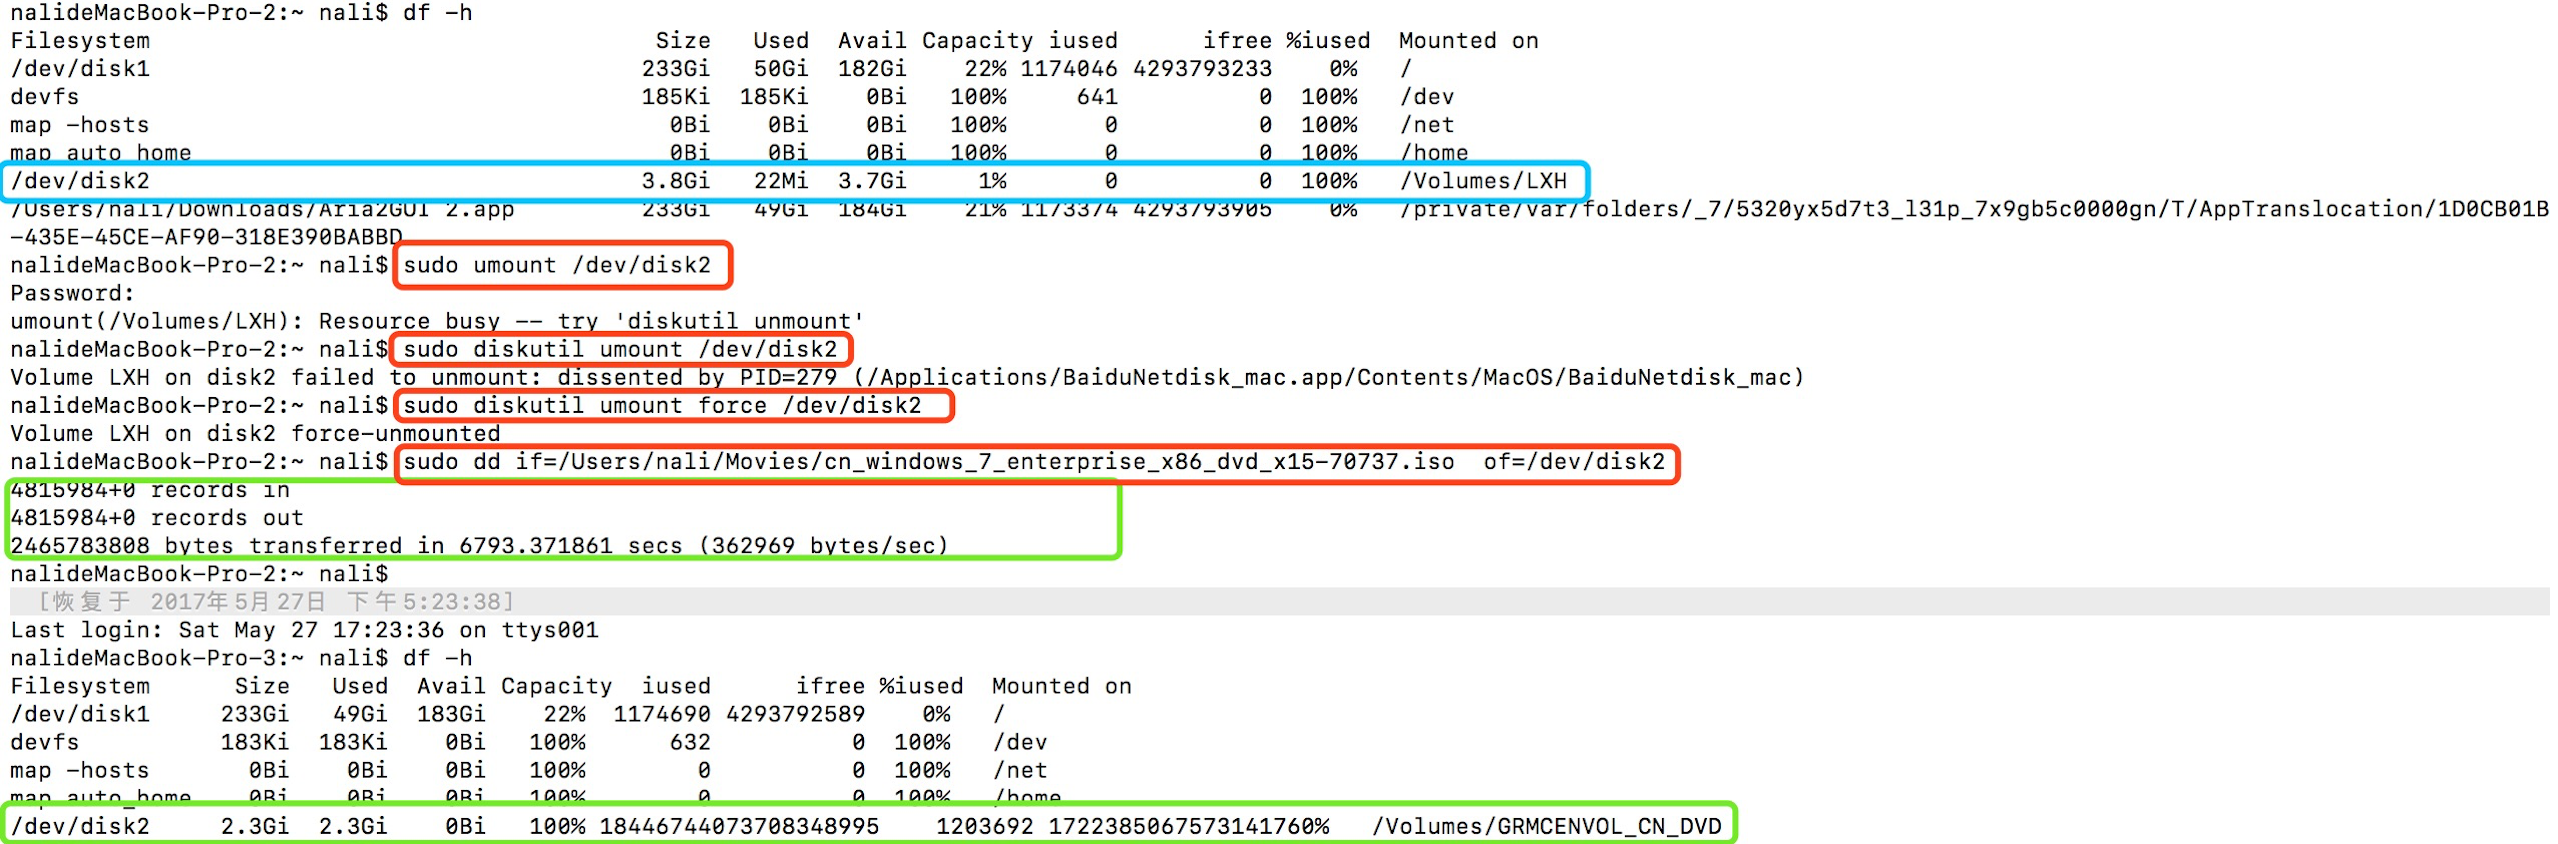 nalideMacBook-Pro-2:~ nali$ df -h
Filesystem Size Used Avail Capacity iused ifree %iused Mounted on
/dev/disk1 233Gi 50Gi 182Gi 22% 1174046 4293793233 0% /
devfs 185Ki 185Ki 0Bi 100% 641 0 100% /dev
map -hosts 0Bi 0Bi 0Bi 100% 0 0 100% /net
map auto_home 0Bi 0Bi 0Bi 100% 0 0 100% /home
/dev/disk2 3.8Gi 22Mi 3.7Gi 1% 0 0 100% /Volumes/LXH
/Users/nali/Downloads/Aria2GUI 2.app 233Gi 49Gi 184Gi 21% 1173374 4293793905 0% /private/var/folders/_7/5320yx5d7t3_l31p_7x9gb5c0000gn/T/AppTranslocation/1D0CB01B
-435E-45CE-AF90-318E390BABBD
nalideMacBook-Pro-2:~ nali$ sudo umount /dev/disk2
Password:
umount(/Volumes/LXH): Resource busy -- try 'diskutil unmount'
nalideMacBook-Pro-2:~ nali$ sudo diskutil umount /dev/disk2
Volume LXH on disk2 failed to unmount: dissented by PID=279 (/Applications/BaiduNetdisk_mac.app/Contents/MacOS/BaiduNetdisk_mac)
nalideMacBook-Pro-2:~ nali$ sudo diskutil umount force /dev/disk2
Volume LXH on disk2 force-unmounted
nalideMacBook-Pro-2:~ nali$ sudo dd if=/Users/nali/Movies/cn_windows_7_enterprise_x86_dvd_x15-70737.iso of=/dev/disk2
4815984+0 records in
4815984+0 records out
2465783808 bytes transferred in 6793.371861 secs (362969 bytes/sec)
nalideMacBook-Pro-2:~ nali$
[恢复于 2017年5月27日 下午5:23:38]
Last login: Sat May 27 17:23:36 on ttys001
nalideMacBook-Pro-3:~ nali$ df -h
Filesystem Size Used Avail Capacity iused ifree %iused Mounted on
/dev/disk1 233Gi 49Gi 183Gi 22% 1174690 4293792589 0% /
devfs 183Ki 183Ki 0Bi 100% 632 0 100% /dev
map -hosts 0Bi 0Bi 0Bi 100% 0 0 100% /net
map auto_home 0Bi 0Bi 0Bi 100% 0 0 100% /home
/dev/disk2 2.3Gi 2.3Gi 0Bi 100% 18446744073708348995 1203692 1722385067573141760% /Volumes/GRMCENVOL_CN_DVD